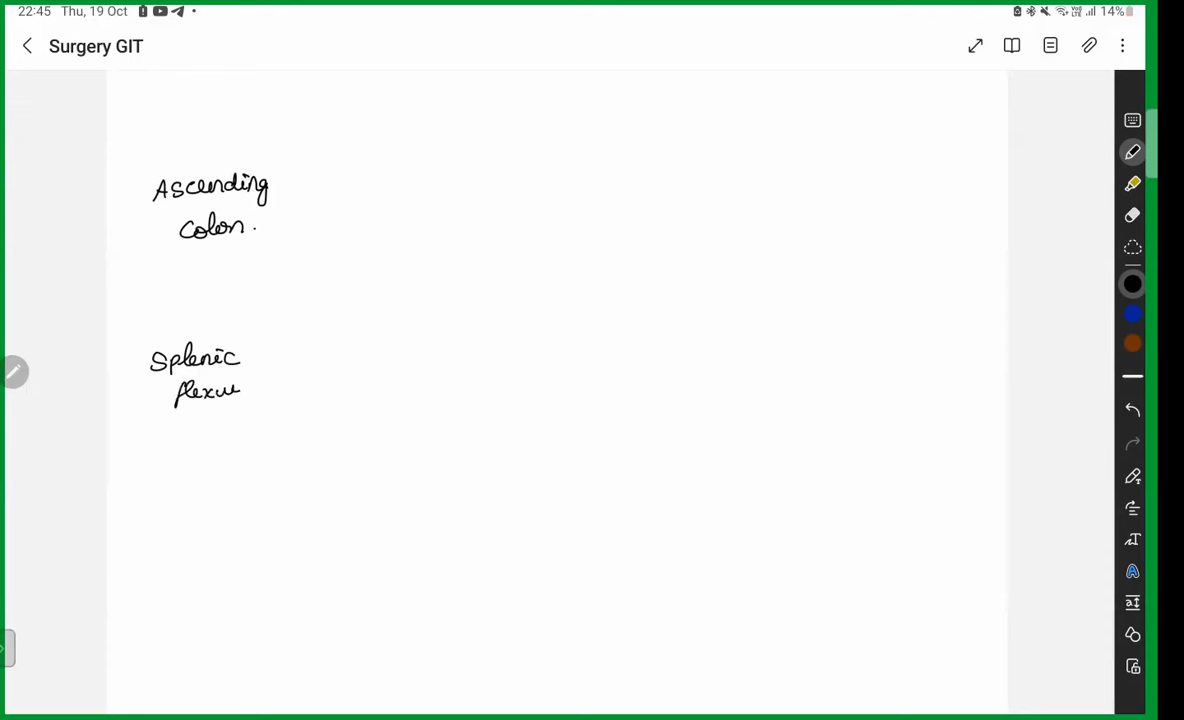 22:45 Thu, 19 Oct 14%
Surgery GIT
Ascending
colon.
Splenic
flexu